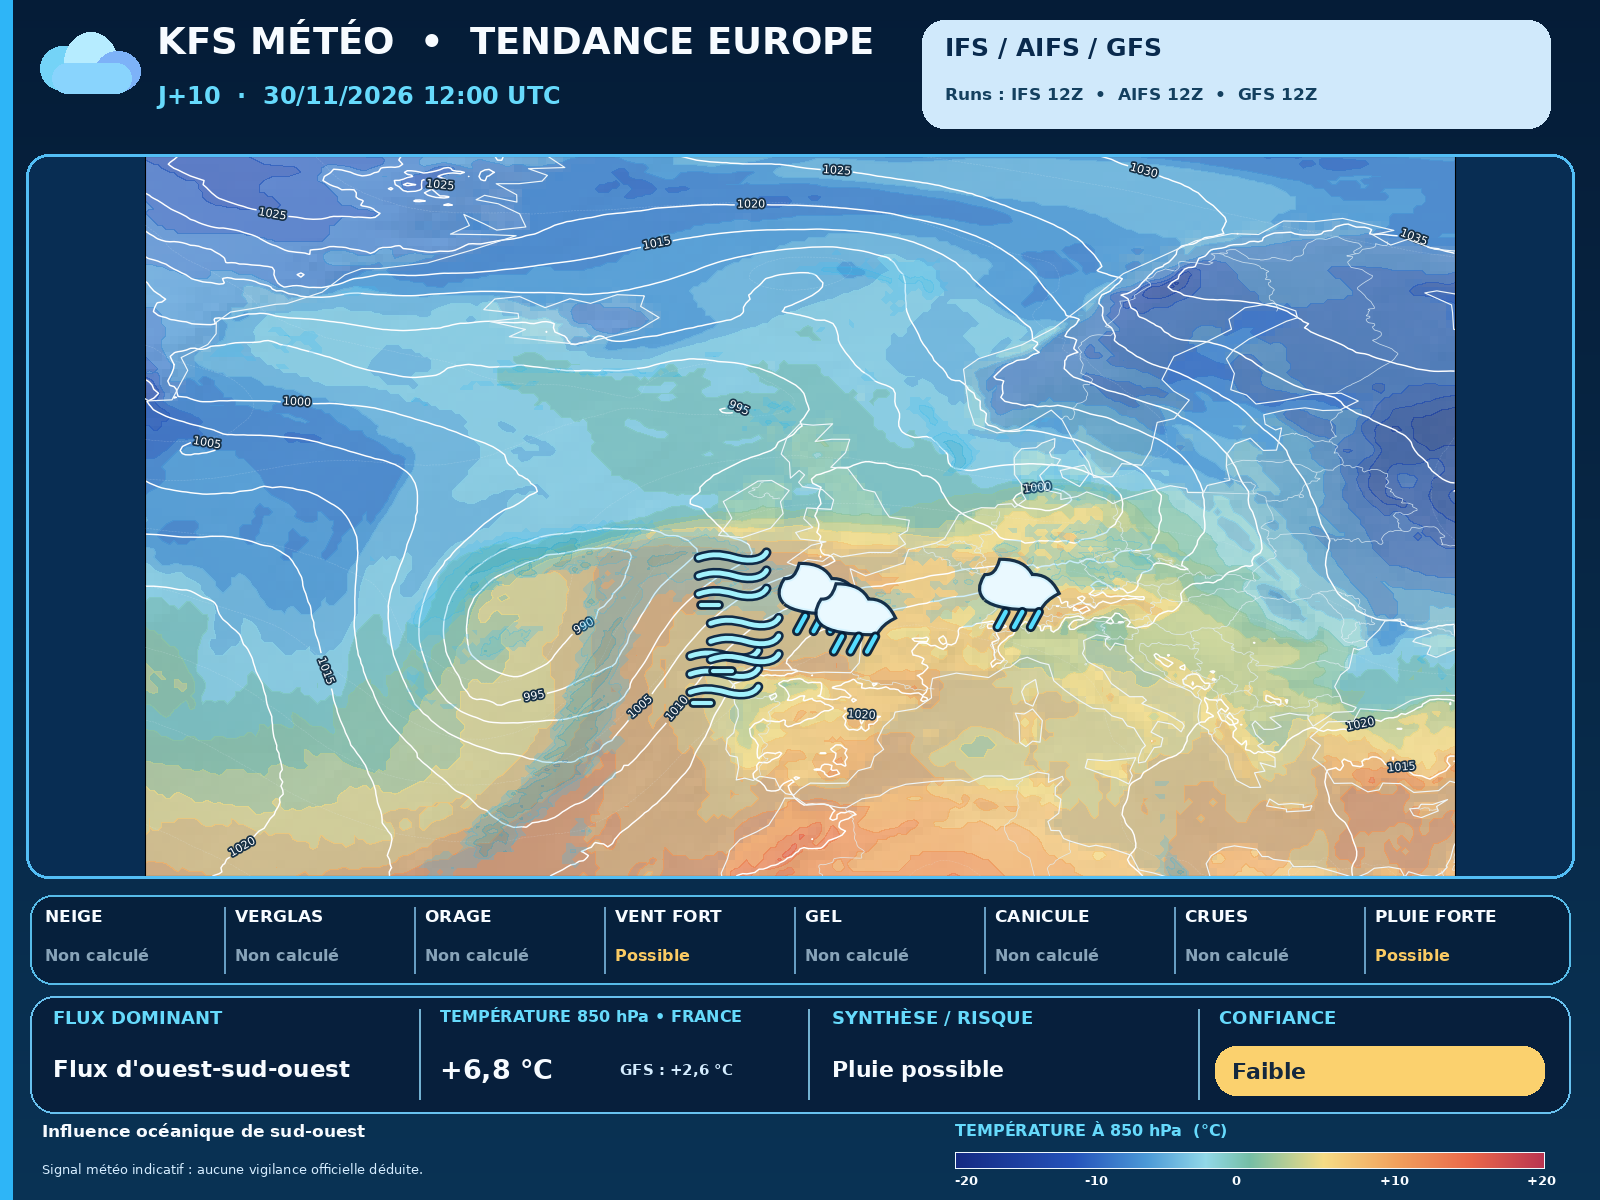 KFS MÉTÉO • TENDANCE EUROPE
J+10 · 30/11/2026 12:00 UTC
IFS / AIFS / GFS
Runs : IFS 12Z • AIFS 12Z • GFS 12Z
1025
1030
1025
1020
1025
1015
1035
1000
995
1005
1000
990
1015
995
1005
1010
1020
1020
1015
1020
NEIGE
Non calculé
VERGLAS
Non calculé
ORAGE
Non calculé
VENT FORT
Possible
GEL
Non calculé
CANICULE
Non calculé
CRUES
Non calculé
PLUIE FORTE
Possible
FLUX DOMINANT
Flux d'ouest-sud-ouest
TEMPÉRATURE 850 hPa • FRANCE
+6,8 °C GFS : +2,6 °C
SYNTHÈSE / RISQUE
Pluie possible
CONFIANCE
Faible
Influence océanique de sud-ouest
Signal météo indicatif : aucune vigilance officielle déduite.
TEMPÉRATURE À 850 hPa (°C)
-20 -10 0 +10 +20